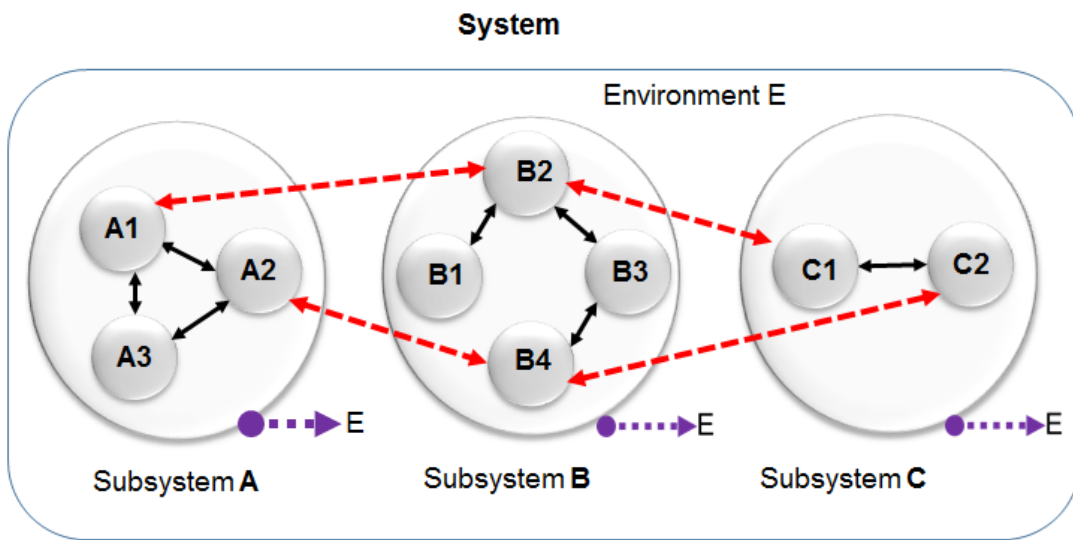 System
Environment E
B2
A1
A2
B1
B3
C1
C2
A3
B4
E
E
E
Subsystem A
Subsystem B
Subsystem C